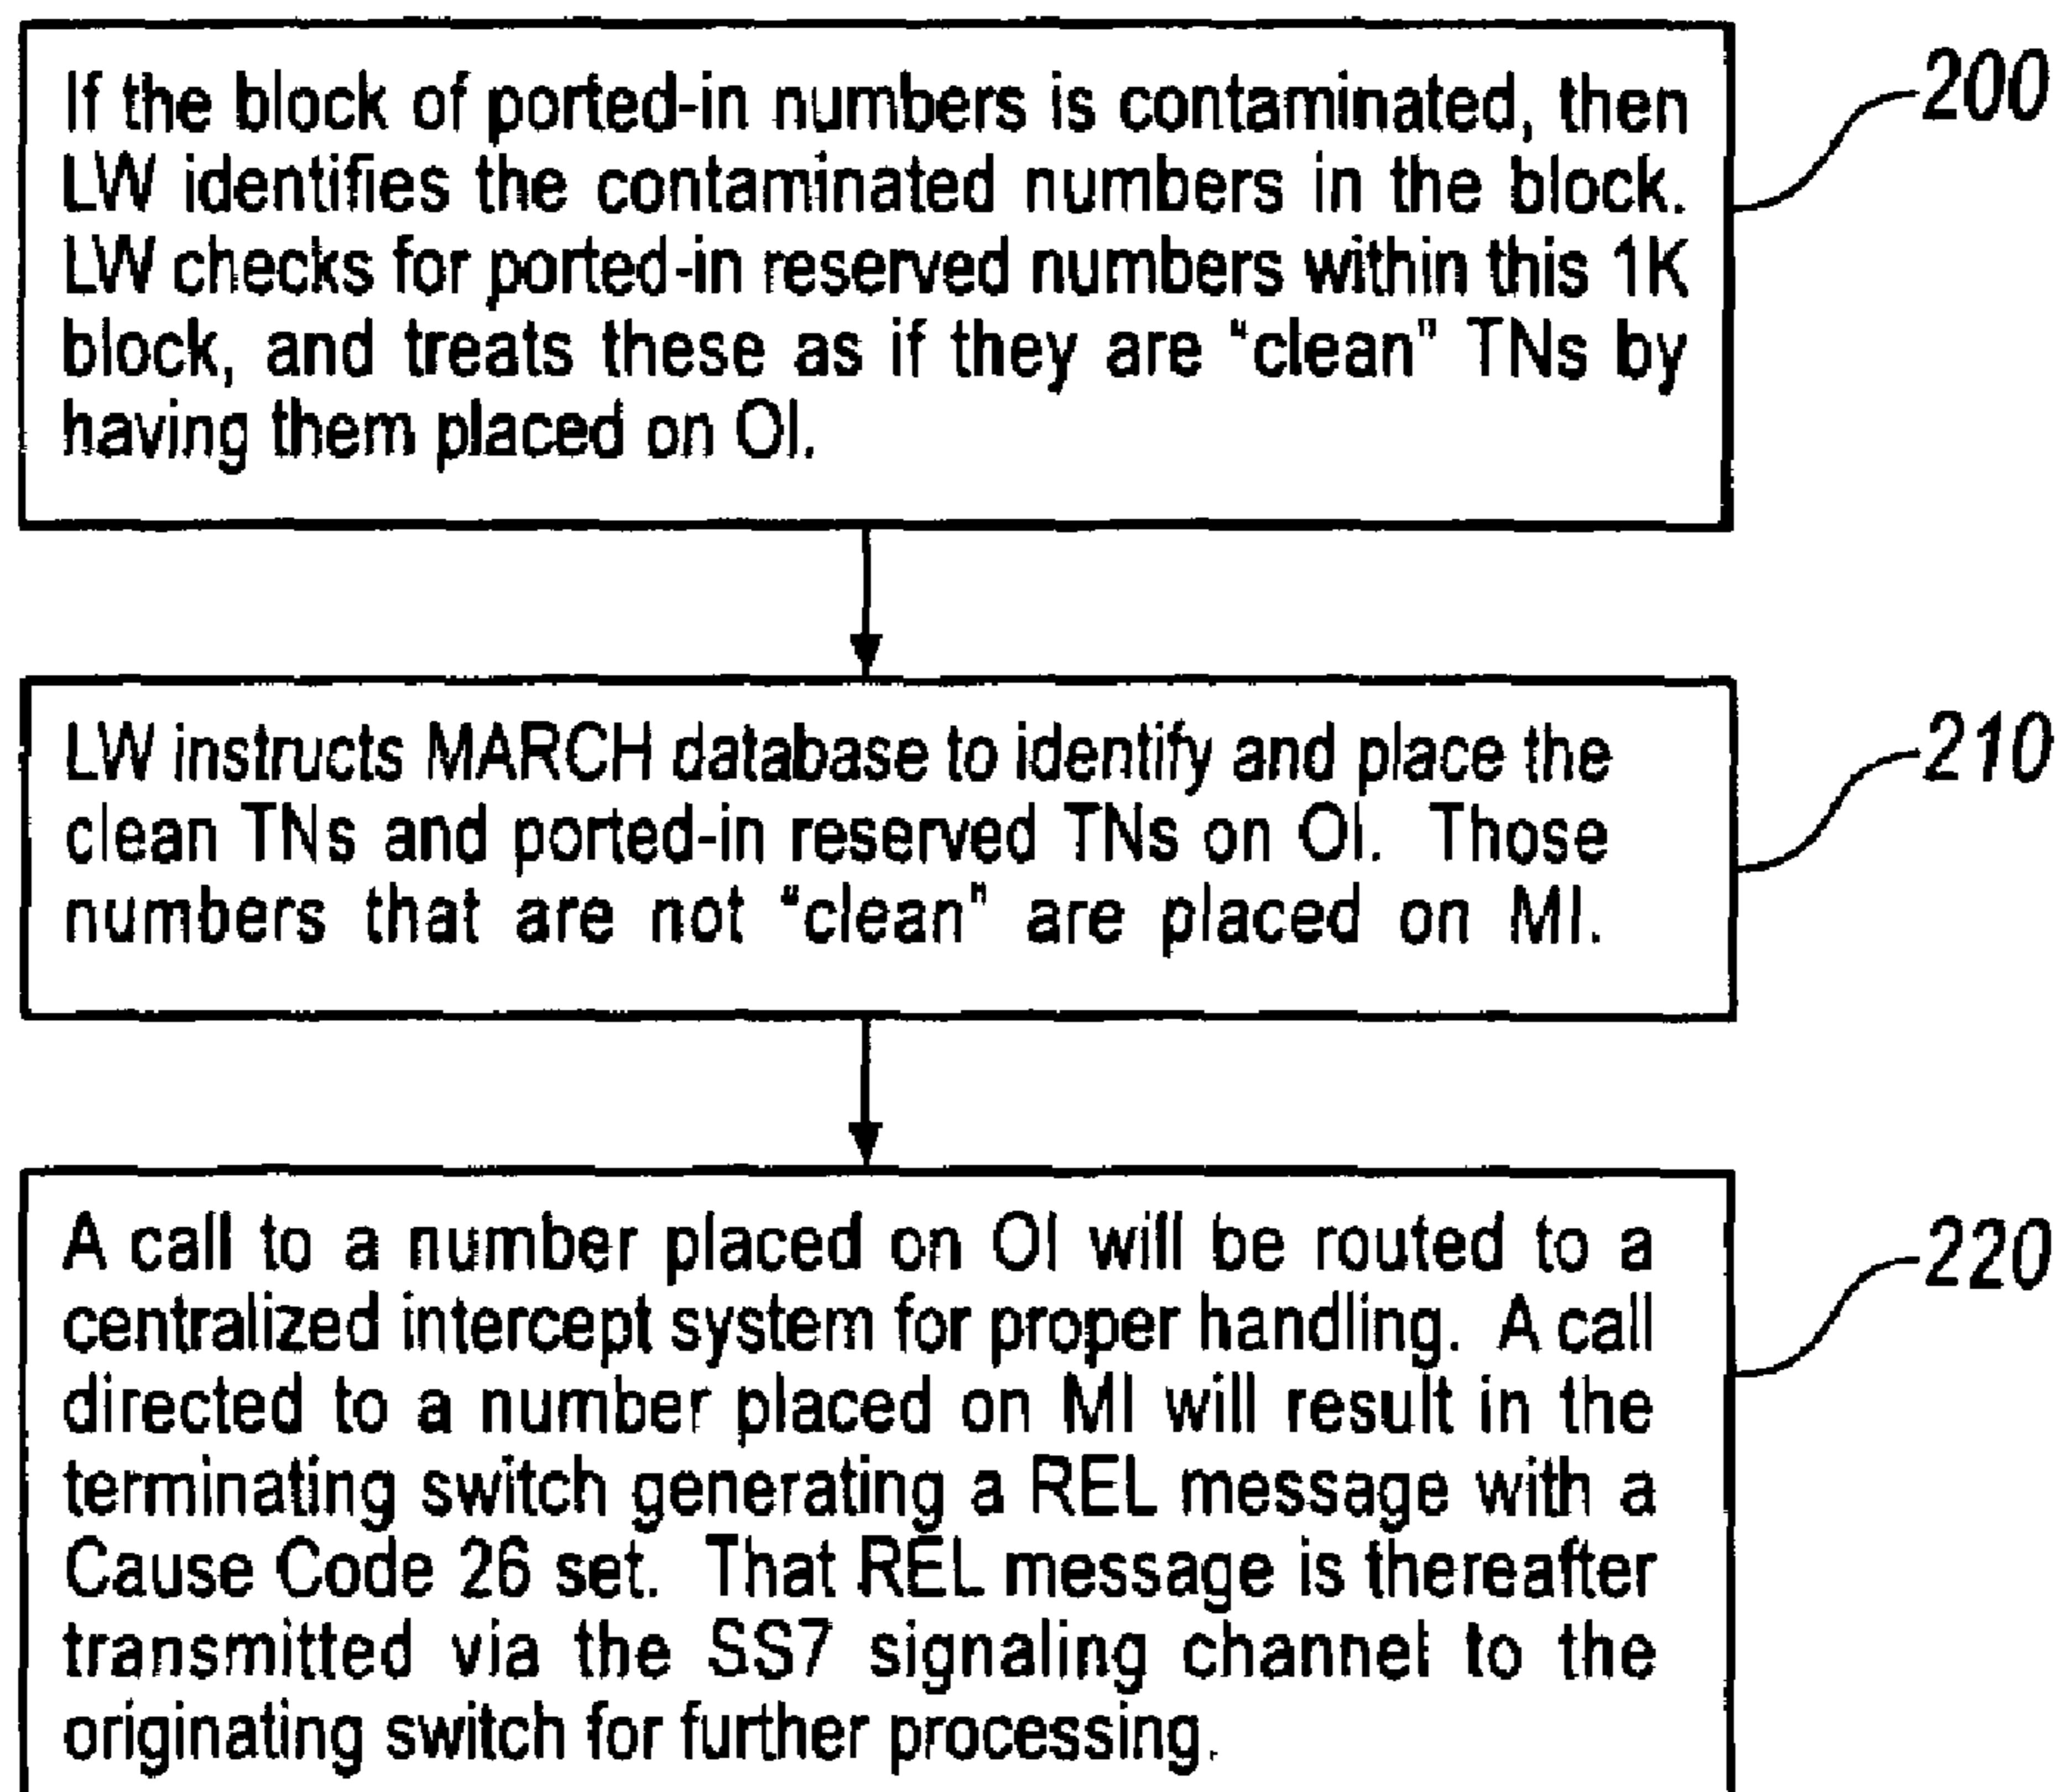 If the block of ported-in numbers is contaminated, then
LW identifies the contaminated numbers in the block.
LW checks for ported-in reserved numbers within this 1K
block, and treats these as if they are “clean” TNs by
having them placed on OI.
200
LW instructs MARCH database to identify and place the
clean TNs and ported-in reserved TNs on OI. Those
numbers that are not “clean” are placed on MI.
210
A call to a number placed on OI will be routed to a
centralized intercept system for proper handling. A call
directed to a number placed on MI will result in the
terminating switch generating a REL message with a
Cause Code 26 set. That REL message is thereafter
transmitted via the SS7 signaling channel to the
originating switch for further processing.
220